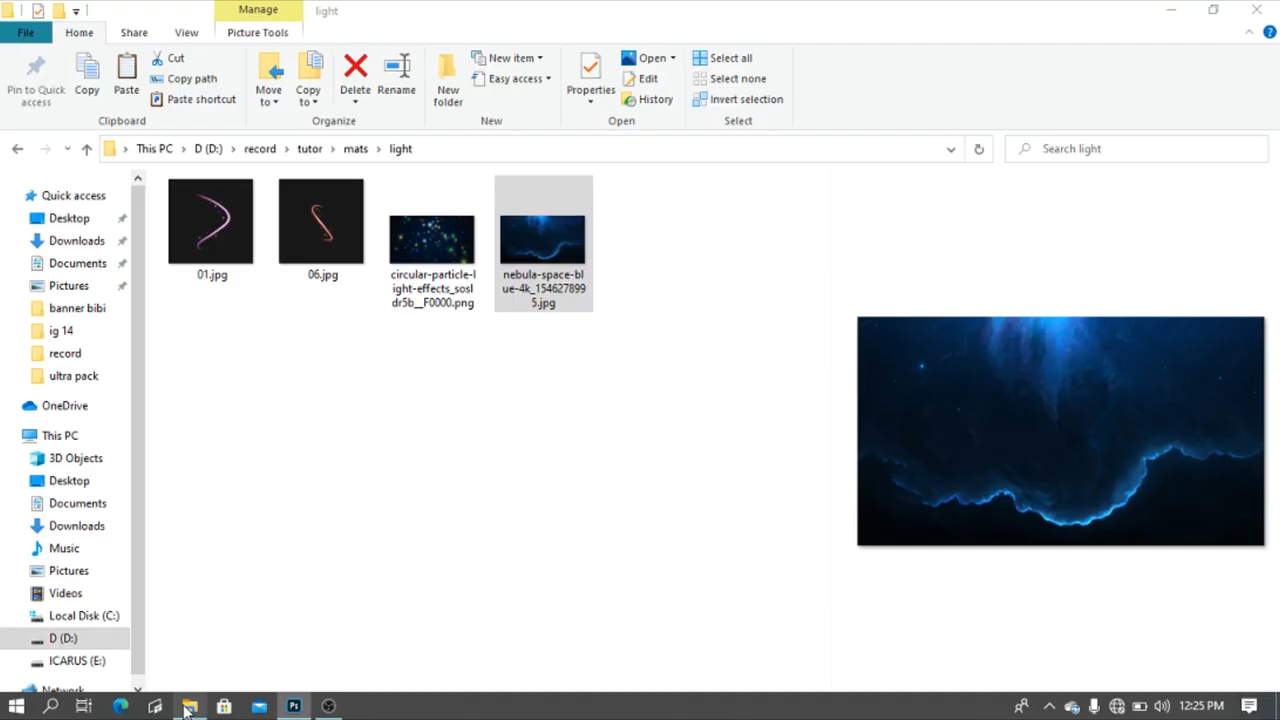 Manage
light
File
Home
Share
View
Picture Tools
Pin to Quick access
Copy
Paste
Cut
Copy path
Paste shortcut
Clipboard
Move to
Copy to
Delete
Rename
Organize
New folder
New item
Easy access
New
Properties
Open
Edit
History
Open
Select all
Select none
Invert selection
Select
This PC
D (D:)
record
tutor
mats
light
Search light
Quick access
Desktop
Downloads
Documents
Pictures
banner bibi
ig 14
record
ultra pack
OneDrive
This PC
3D Objects
Desktop
Documents
Downloads
Music
Pictures
Videos
Local Disk (C:)
D (D:)
ICARUS (E:)
Network
01.jpg
06.jpg
circular-particle-l
ight-effects_sosl
dr5b__F0000.png
nebula-space-bl
ue-4k_154627899
5.jpg
Ps
12:25 PM